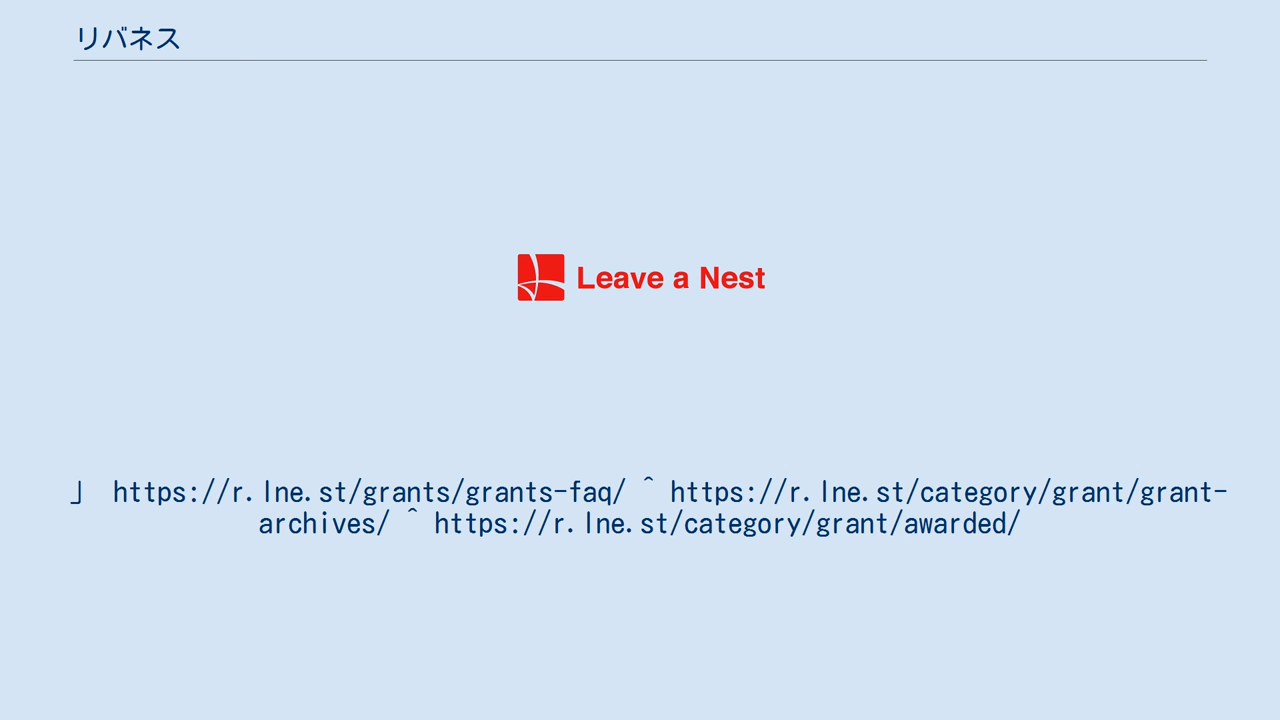 リバネス
Leave a Nest
」 https://r.lne.st/grants/grants-faq/ ^ https://r.lne.st/category/grant/grant-
archives/ ^ https://r.lne.st/category/grant/awarded/